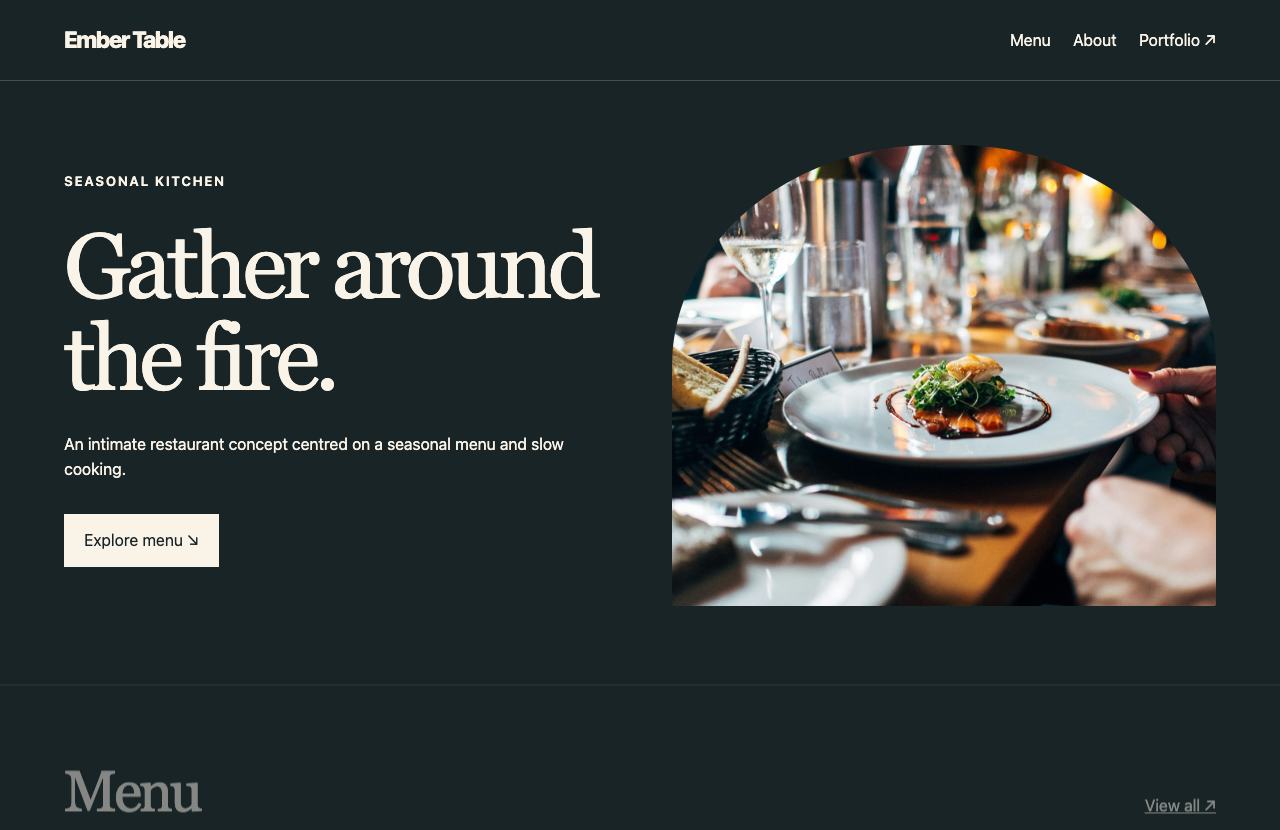 Ember Table
Menu About Portfolio ↗
SEASONAL KITCHEN
Gather around
the fire.
An intimate restaurant concept centred on a seasonal menu and slow
cooking.
Explore menu ↘
Menu
View all ↗